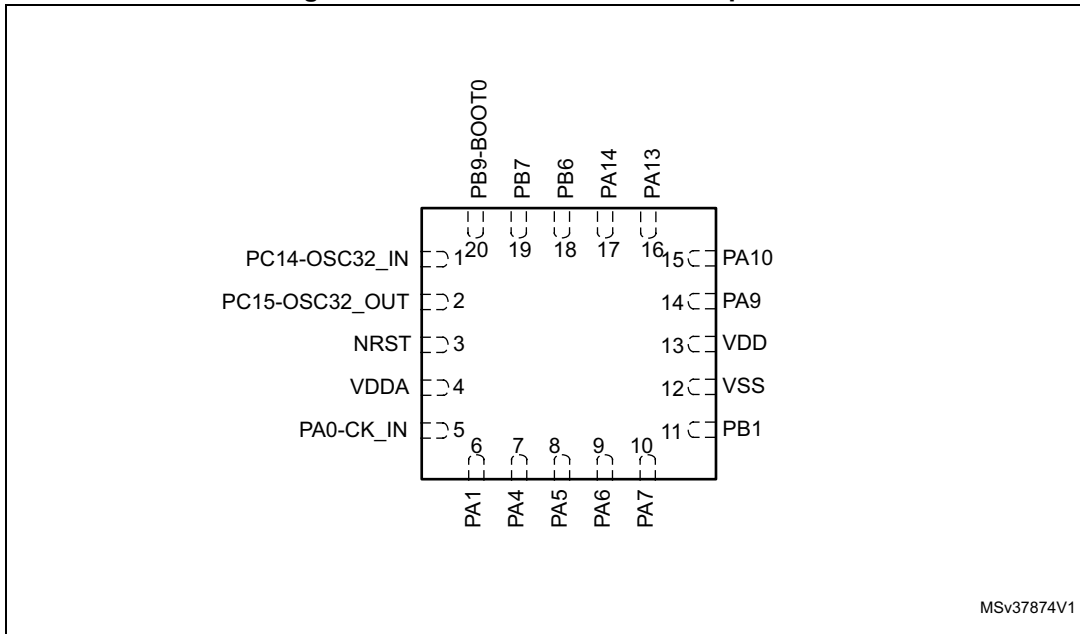 PB9-BOOT0
PB7
PB6
PA14
PA13
20
19
18
17
16
PC14-OSC32_IN 1
15 PA10
PC15-OSC32_OUT 2
14 PA9
NRST 3
13 VDD
VDDA 4
12 VSS
PA0-CK_IN 5
11 PB1
6
7
8
9
10
PA1
PA4
PA5
PA6
PA7
MSv37874V1